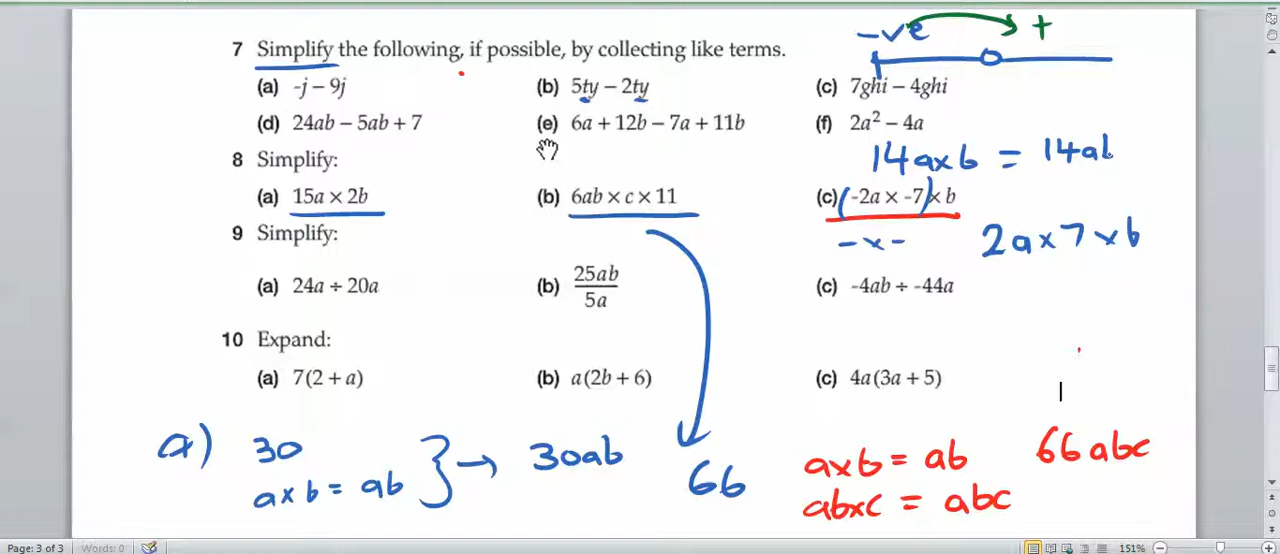 -ve +
7 Simplify the following, if possible, by collecting like terms.
(a) -j – 9j (b) 5ty – 2ty (c) 7ghi – 4ghi
(d) 24ab – 5ab + 7 (e) 6a + 12b – 7a + 11b (f) 2a² – 4a
14a×b = 14ab
8 Simplify:
(a) 15a × 2b (b) 6ab × c × 11 (c) (-2a × -7) × b
9 Simplify:
- × - 2a×7×b
(a) 24a ÷ 20a (b) 25ab/5a (c) -4ab ÷ -44a
10 Expand:
(a) 7(2 + a) (b) a(2b + 6) (c) 4a(3a + 5)
a) 30
a×b = ab } → 30ab
66
a×b = ab 66abc
ab×c = abc
Page: 3 of 3 Words: 0 151%